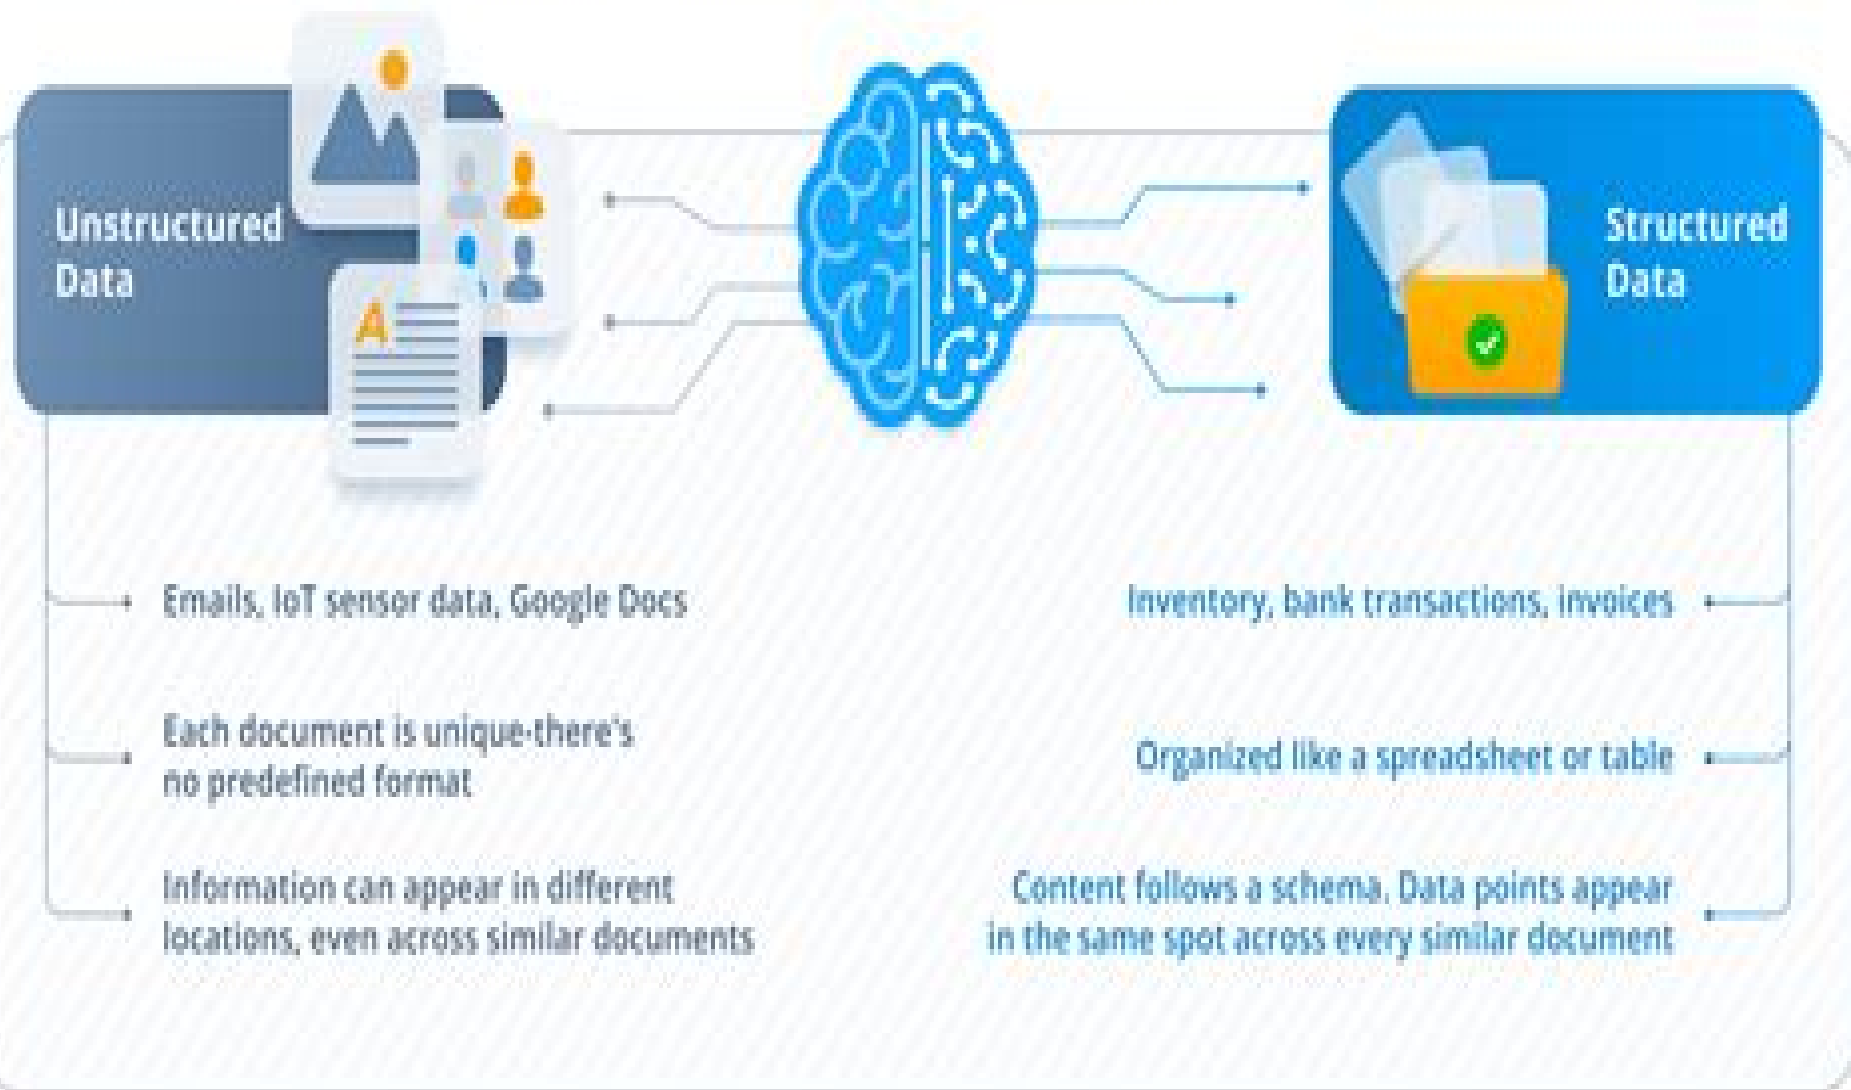 Unstructured
Data
A
Emails, IoT sensor data, Google Docs
Each document is unique-there's
no predefined format
Information can appear in different
locations, even across similar documents
Structured
Data
Inventory, bank transactions, invoices
Organized like a spreadsheet or table
Content follows a schema. Data points appear
in the same spot across every similar document